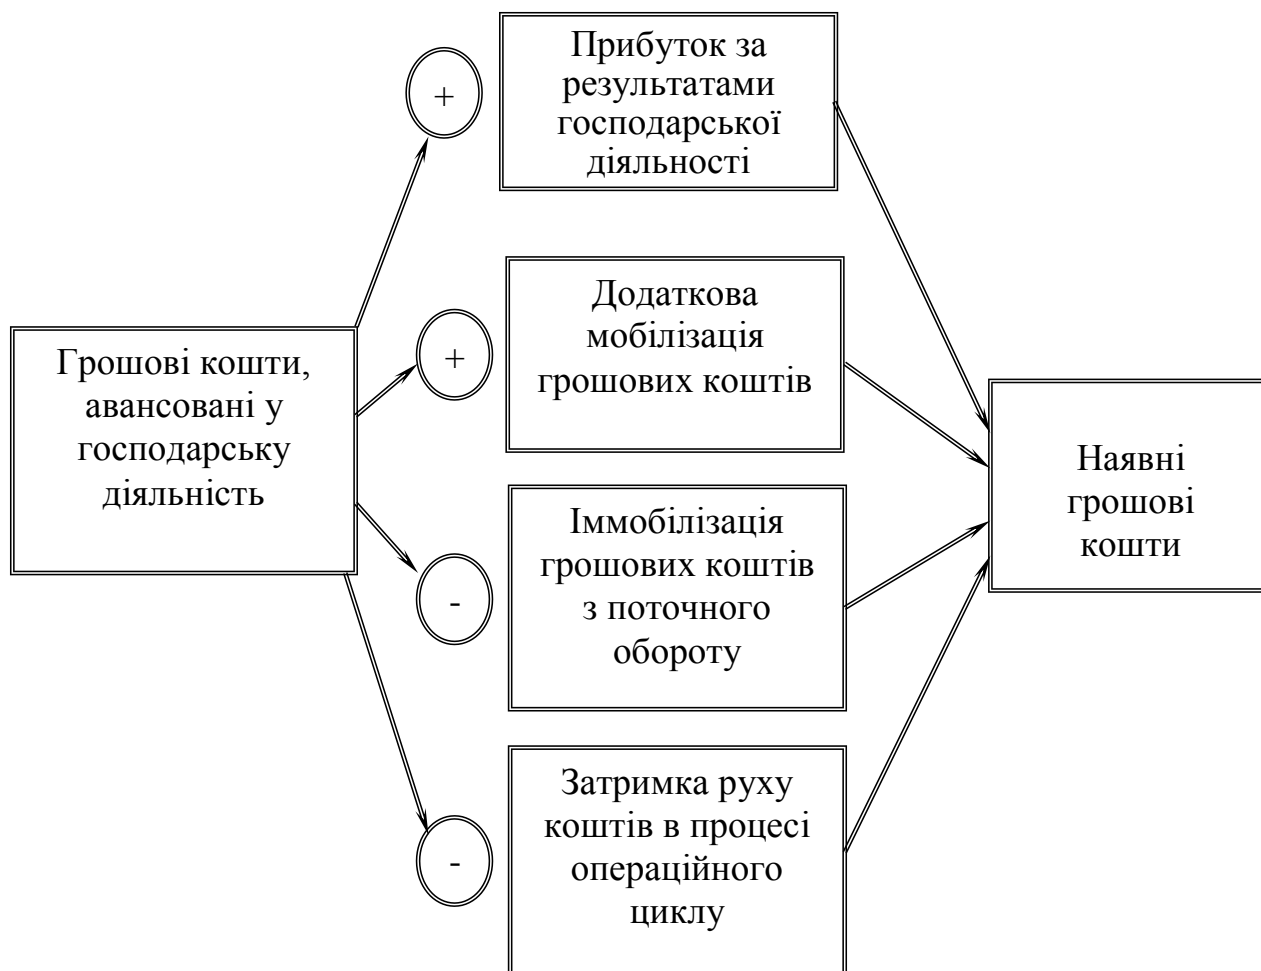 Грошові кошти,
авансовані у
господарську
діяльність
+
Прибуток за
результатами
господарської
діяльності
+
Додаткова
мобілізація
грошових коштів
-
Іммобілізація
грошових коштів
з поточного
обороту
-
Затримка руху
коштів в процесі
операційного
циклу
Наявні
грошові
кошти